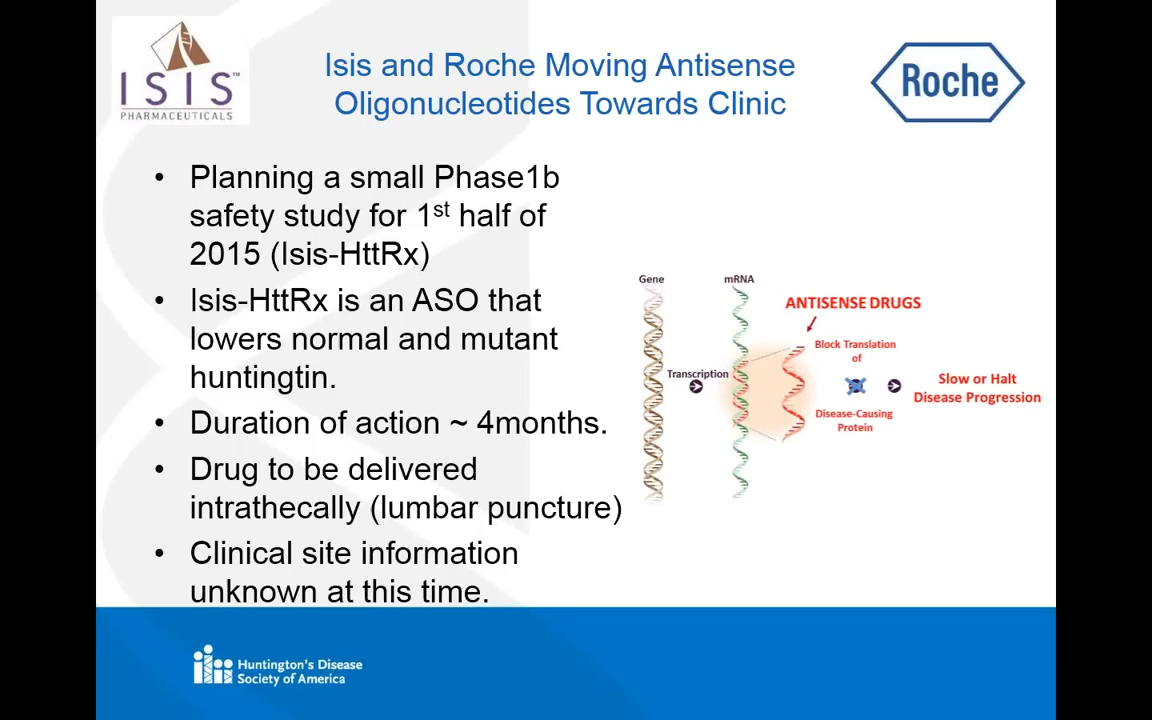 ISIS™
PHARMACEUTICALS
Isis and Roche Moving Antisense
Oligonucleotides Towards Clinic
Roche
• Planning a small Phase1b
safety study for 1st half of
2015 (Isis-HttRx)
• Isis-HttRx is an ASO that
lowers normal and mutant
huntingtin.
• Duration of action ~ 4months.
• Drug to be delivered
intrathecally (lumbar puncture)
• Clinical site information
unknown at this time.
Gene
mRNA
Transcription
ANTISENSE DRUGS
Block Translation
of
Disease-Causing
Protein
Slow or Halt
Disease Progression
Huntington's Disease
Society of America